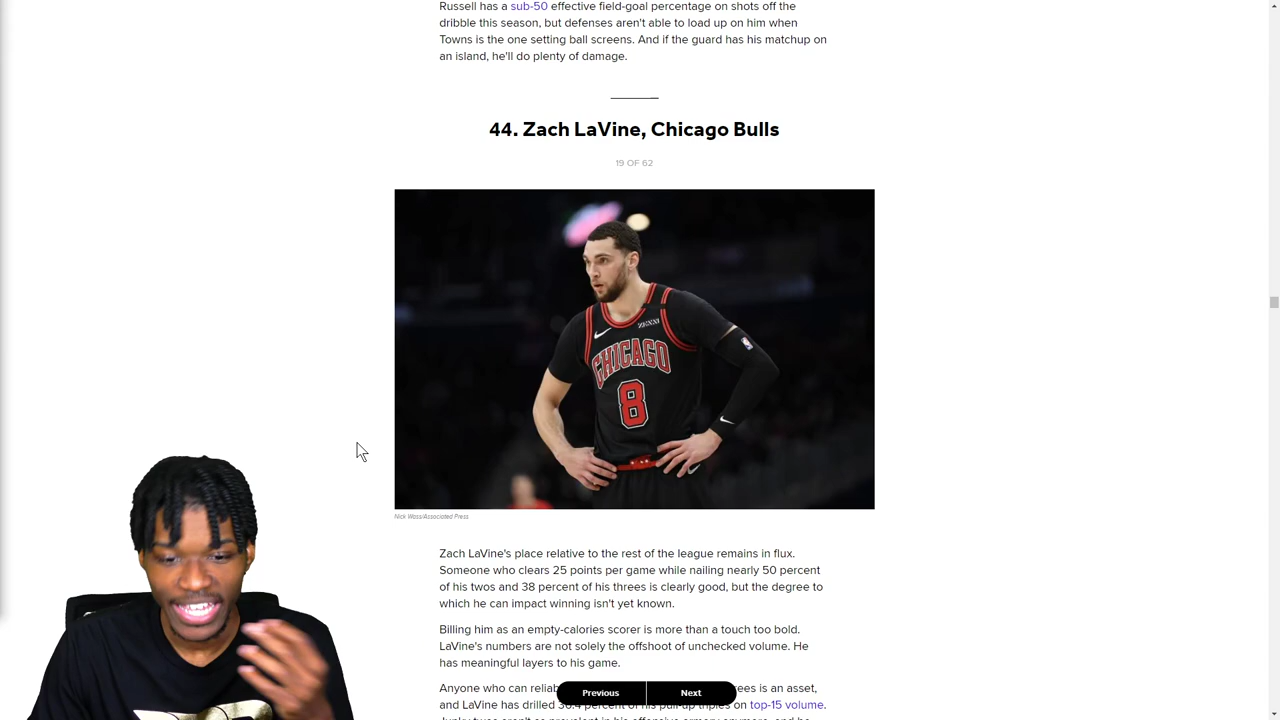 Russell has a sub-50 effective field-goal percentage on shots off the
dribble this season, but defenses aren't able to load up on him when
Towns is the one setting ball screens. And if the guard has his matchup on
an island, he'll do plenty of damage.
44. Zach LaVine, Chicago Bulls
19 OF 62
CHICAGO
8
Nick Wass/Associated Press
Zach LaVine's place relative to the rest of the league remains in flux.
Someone who clears 25 points per game while nailing nearly 50 percent
of his twos and 38 percent of his threes is clearly good, but the degree to
which he can impact winning isn't yet known.
Billing him as an empty-calories scorer is more than a touch too bold.
LaVine's numbers are not solely the offshoot of unchecked volume. He
has meaningful layers to his game.
Anyone who can is an asset,
Previous Next
and LaVine has drilled percent of his pull-up triples on top-15 volume.